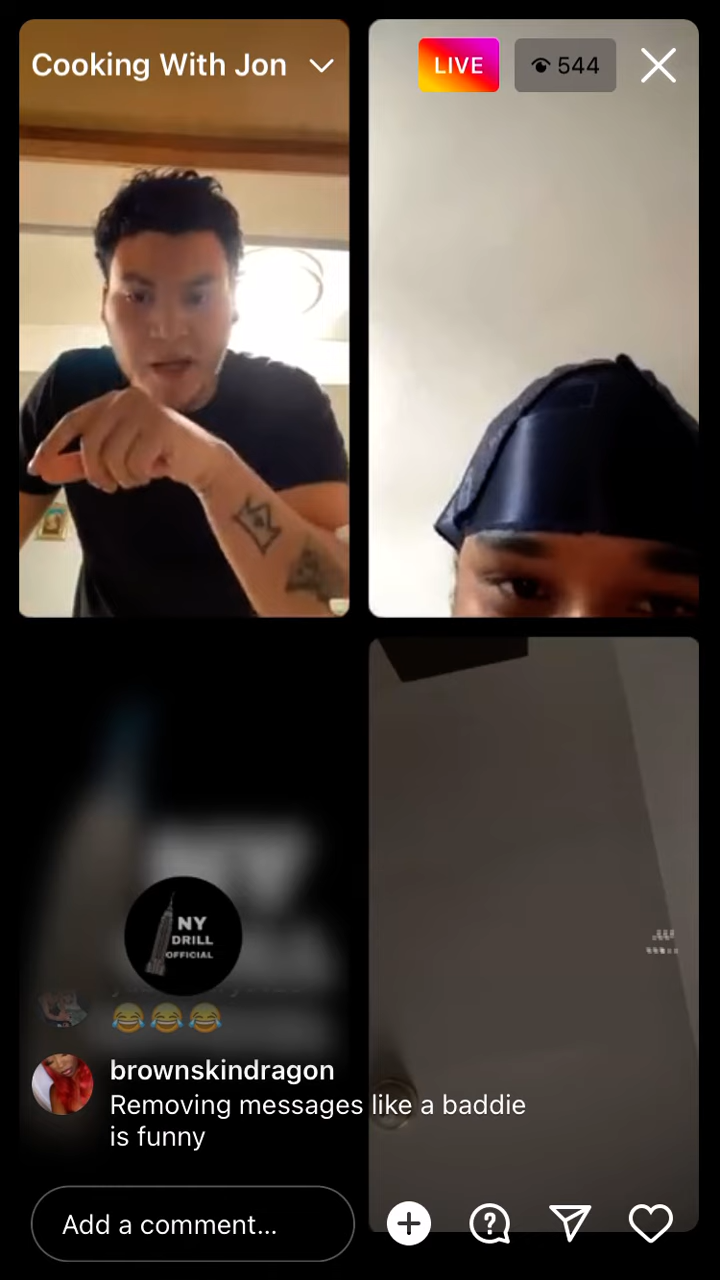 Cooking With Jon
LIVE
544
NY
DRILL
OFFICIAL
😂😂😂
brownskindragon
Removing messages like a baddie
is funny
Add a comment...